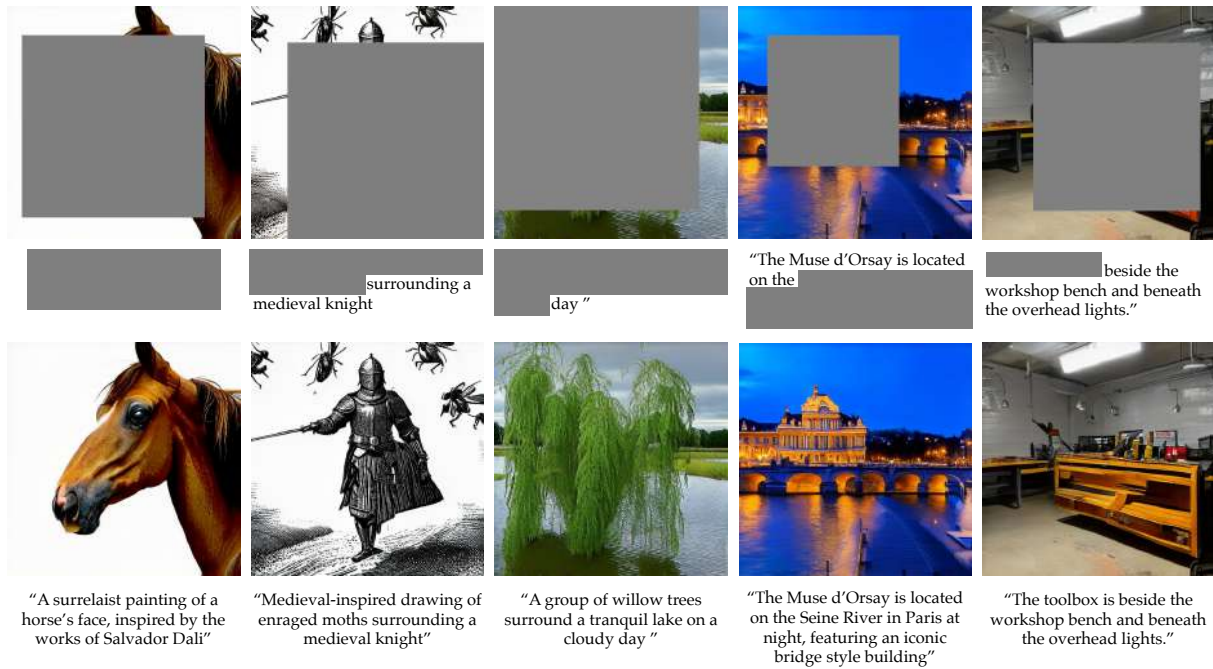 surrounding a
medieval knight
day ”
“The Muse d’Orsay is located
on the
beside the
workshop bench and beneath
the overhead lights.”
“A surrelaist painting of a
horse’s face, inspired by the
works of Salvador Dali”
“Medieval-inspired drawing of
enraged moths surrounding a
medieval knight”
“A group of willow trees
surround a tranquil lake on a
cloudy day ”
“The Muse d’Orsay is located
on the Seine River in Paris at
night, featuring an iconic
bridge style building”
“The toolbox is beside the
workshop bench and beneath
the overhead lights.”